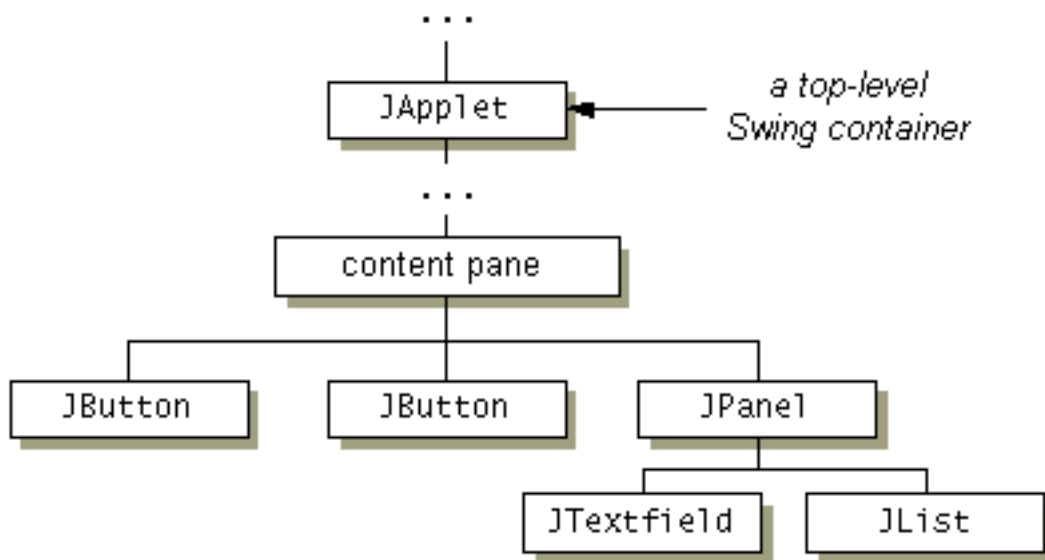 ...
JApplet
a top-level
Swing container
...
content pane
JButton
JButton
JPanel
JTextfield
JList